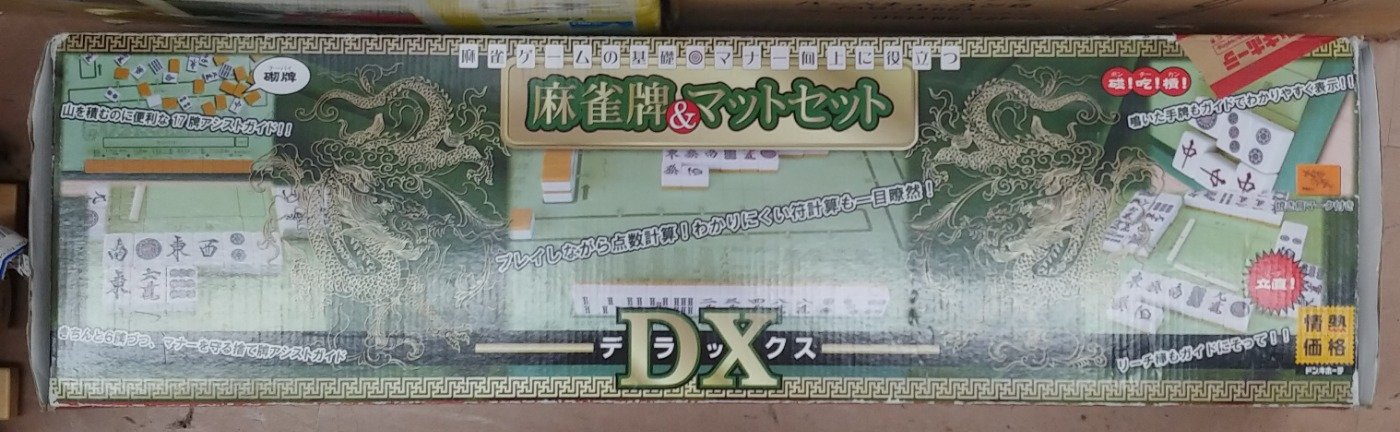 麻雀ゲームの基礎◎マナー向上に役立つ
麻雀牌&マットセット
砌牌
山を積むのに便利な17牌アシストガイド!!
碰!吃!槓!
鳴いた手牌もガイドでわかりやすく表示!!
プレイしながら点数計算!わかりにくい符計算も一目瞭然!
立直!
きちんと6牌づつ、マナーを守る捨て牌アシストガイド
DX
デラックス
リーチ棒もガイドにそって!!
情熱
価格
ドンキホーテ